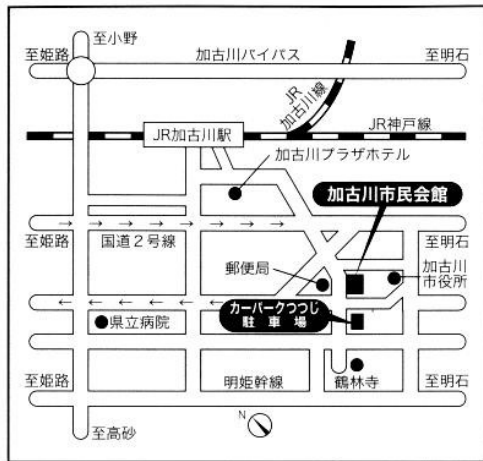 至小野
至姫路
加古川バイパス
至明石
JR
加古川線
JR神戸線
JR加古川駅
加古川プラザホテル
加古川市民会館
至姫路
国道2号線
至明石
郵便局
加古川
市役所
カーパークつつじ
駐車場
県立病院
至姫路
明姫幹線
鶴林寺
至明石
N
至高砂